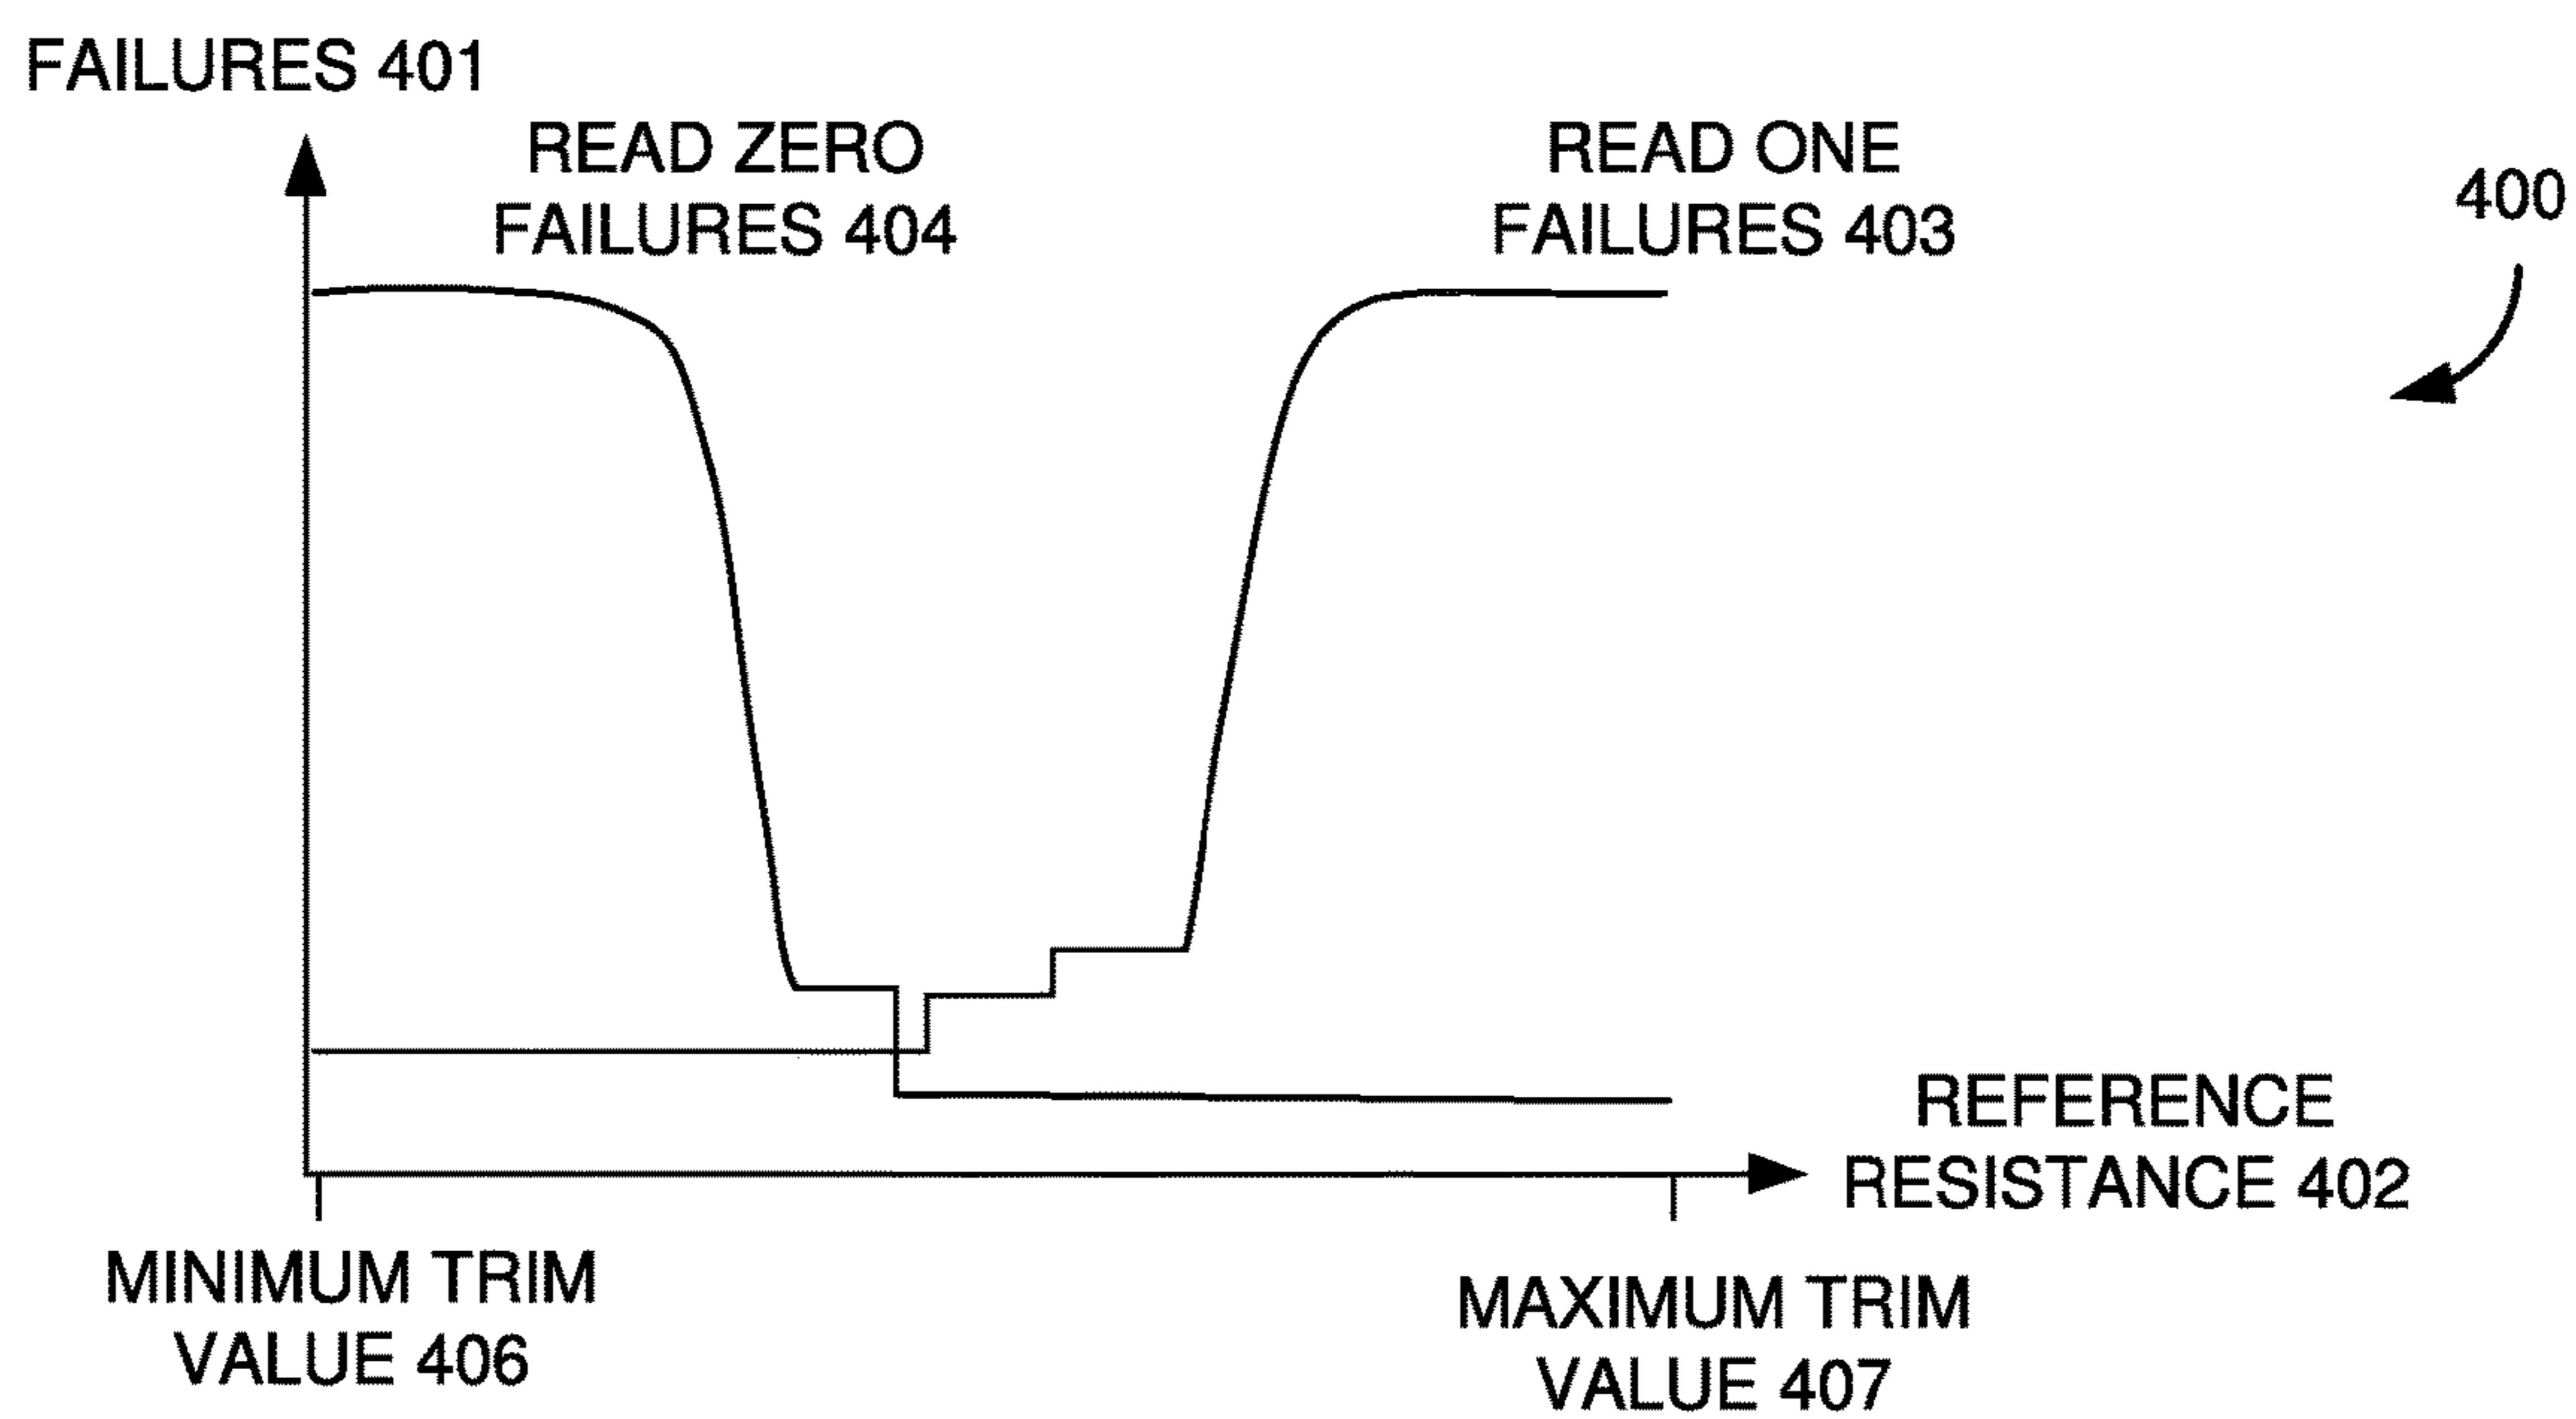 FAILURES 401
READ ZERO
FAILURES 404
READ ONE
FAILURES 403
400
REFERENCE
RESISTANCE 402
MINIMUM TRIM
VALUE 406
MAXIMUM TRIM
VALUE 407